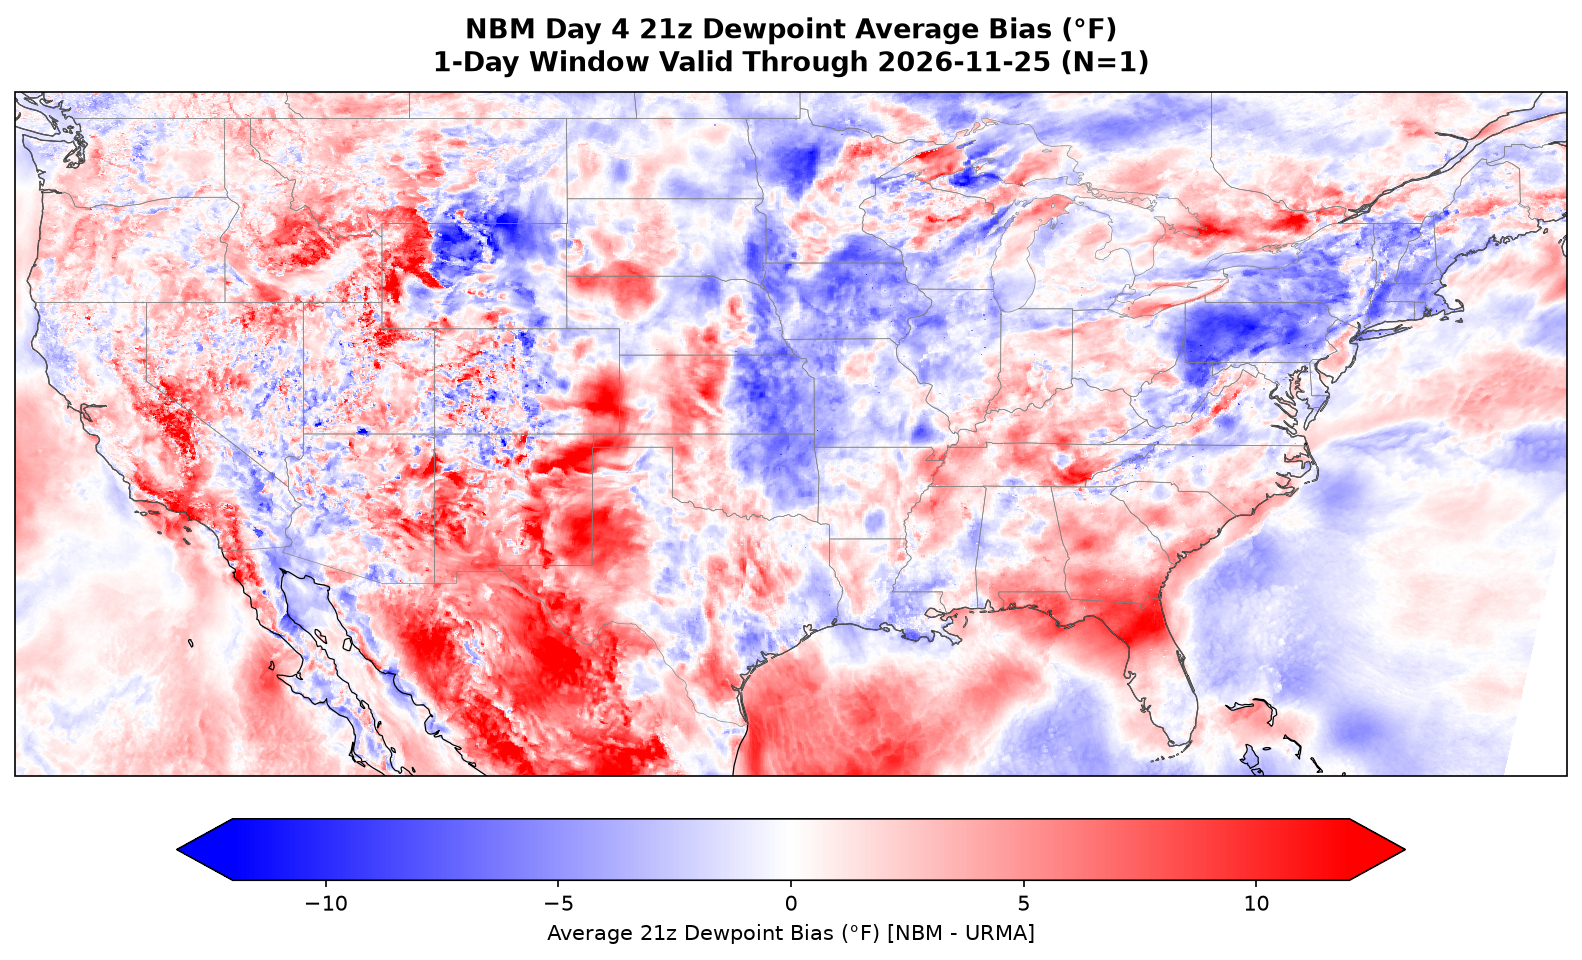 NBM Day 4 21z Dewpoint Average Bias (°F)
1-Day Window Valid Through 2026-11-25 (N=1)
−10 −5 0 5 10
Average 21z Dewpoint Bias (°F) [NBM - URMA]